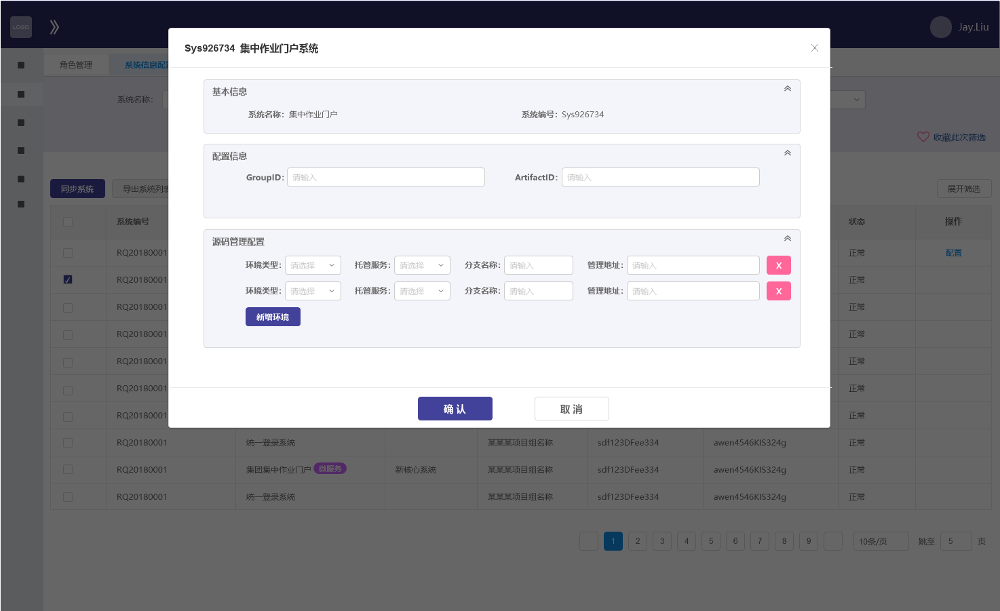 LOGO
Jay.Liu
Sys926734 集中作业门户系统
角色管理
系统信息配
基本信息
系统名称：
系统名称： 集中作业门户
系统编号： Sys926734
收藏此次筛选
配置信息
GroupID: 请输入
ArtifactID: 请输入
同步系统
导出系统列表
展开筛选
系统编号
状态
操作
源码管理配置
RQ20180001 正常 配置
环境类型： 请选择 托管服务： 请选择 分支名称： 请输入 管理地址： 请输入 X
RQ20180001 正常
环境类型： 请选择 托管服务： 请选择 分支名称： 请输入 管理地址： 请输入 X
RQ20180001 正常
新增环境
RQ20180001 正常
RQ20180001 正常
RQ20180001 正常
RQ20180001 正常
确 认
取 消
RQ20180001 统一登录系统 某某某项目组名称 sdf123DFee334 awen4546KIS324g 正常
RQ20180001 集团集中作业门户 微服务 新核心系统 某某某项目组名称 sdf123DFee334 awen4546KIS324g 正常
RQ20180001 统一登录系统 某某某项目组名称 sdf123DFee334 awen4546KIS324g 正常
1 2 3 4 5 6 7 8 9 10条/页 跳至 5 页